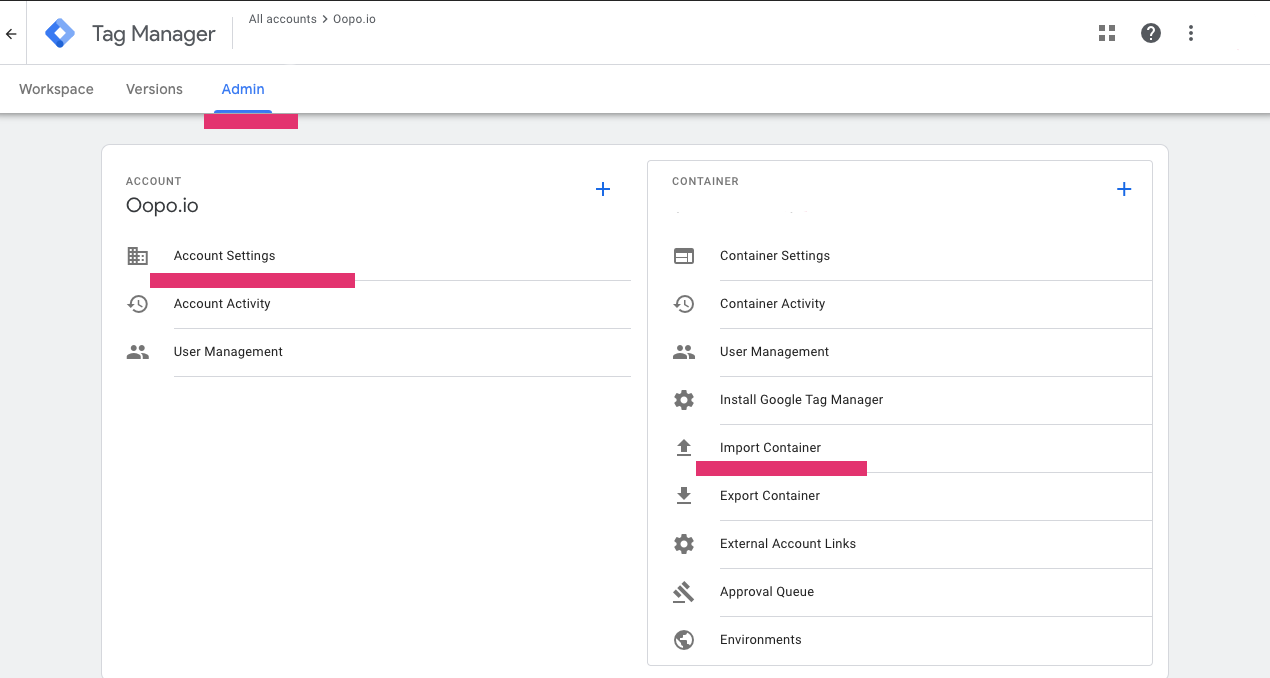 All accounts > Oopo.io
Tag Manager
Workspace Versions Admin
ACCOUNT
Oopo.io
Account Settings
Account Activity
User Management
CONTAINER
Container Settings
Container Activity
User Management
Install Google Tag Manager
Import Container
Export Container
External Account Links
Approval Queue
Environments